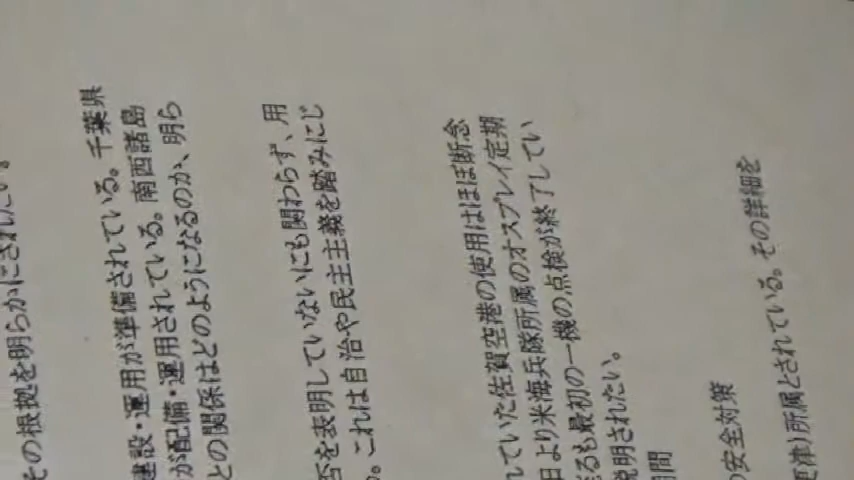 その根拠を明らかにされたい。
建設・運用が準備されている。千葉県
が配備・運用されている。南西諸島
との関係はどのようになるのか、明ら
否を表明していないにも関わらず、用
。これは自治や民主主義を踏みにじ
れていた佐賀空港の使用はほぼ断念
日より米海兵隊所属のオスプレイ定期
るも最初の一機の点検が終了してい
説明されたい。
期間
の安全対策
更津)所属とされている。その詳細を